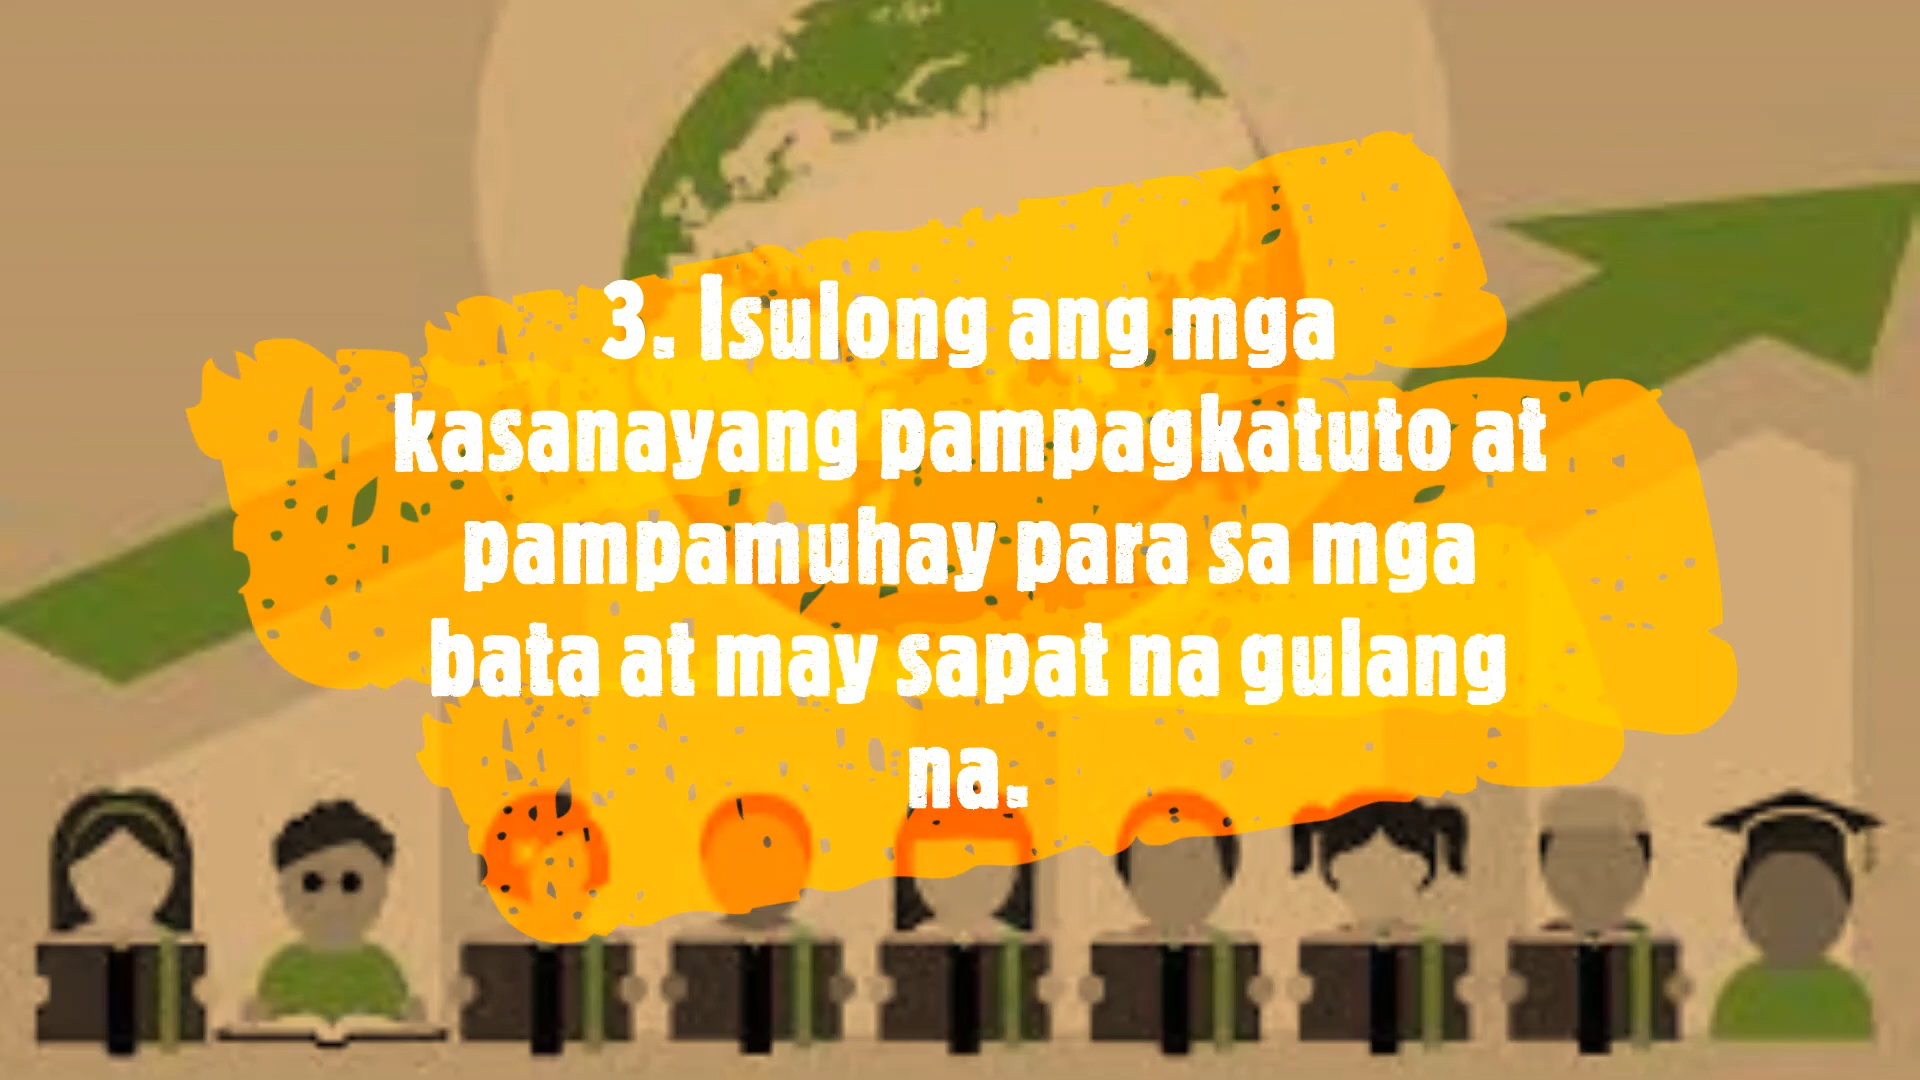 3. Isulong ang mga
kasanayang pampagkatuto at
pampamuhay para sa mga
bata at may sapat na gulang
na.